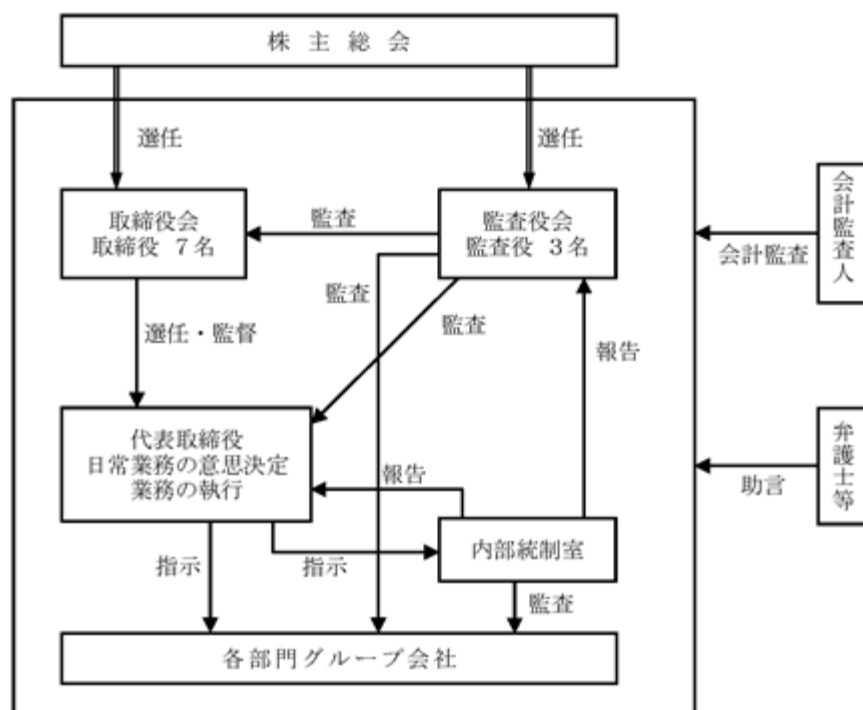 株主総会
選任
選任
取締役会
取締役 7名
監査
監査役会
監査役 3名
会計監査人
会計監査
監査
監査
選任・監督
報告
代表取締役
日常業務の意思決定
業務の執行
報告
弁護士等
助言
内部統制室
指示
指示
監査
各部門グループ会社